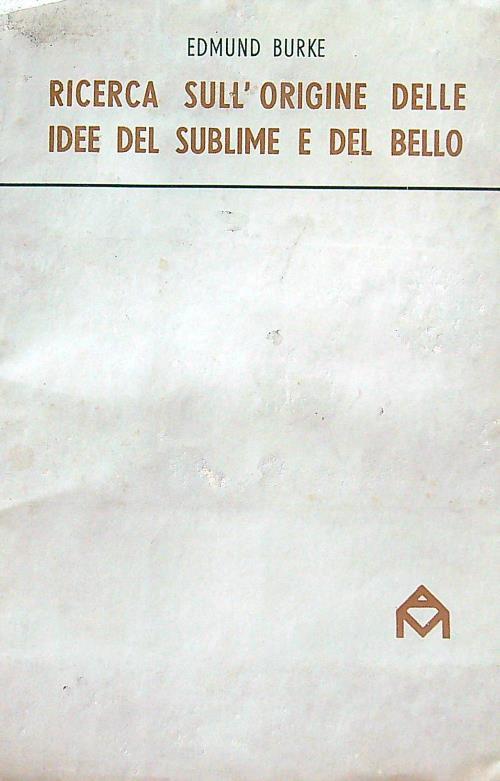 EDMUND BURKE
RICERCA SULL'ORIGINE DELLE
IDEE DEL SUBLIME E DEL BELLO